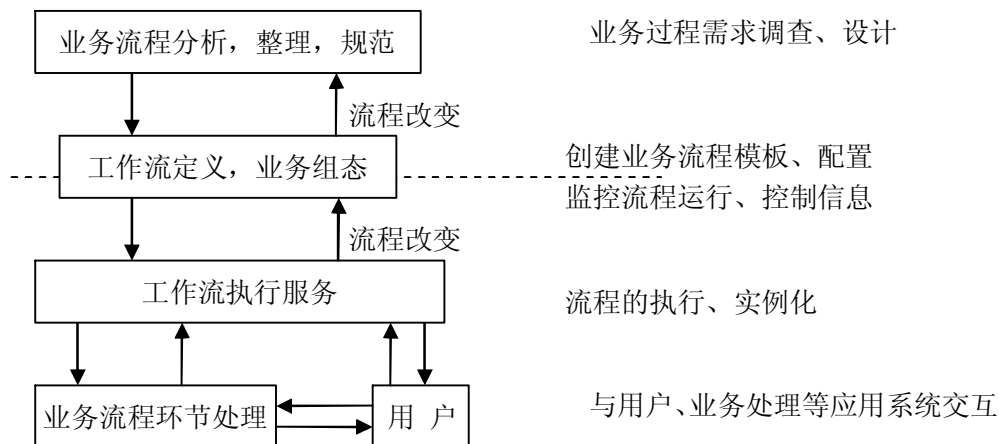 业务流程分析，整理，规范
业务过程需求调查、设计
流程改变
工作流定义，业务组态
创建业务流程模板、配置
监控流程运行、控制信息
流程改变
工作流执行服务
流程的执行、实例化
业务流程环节处理
用 户
与用户、业务处理等应用系统交互